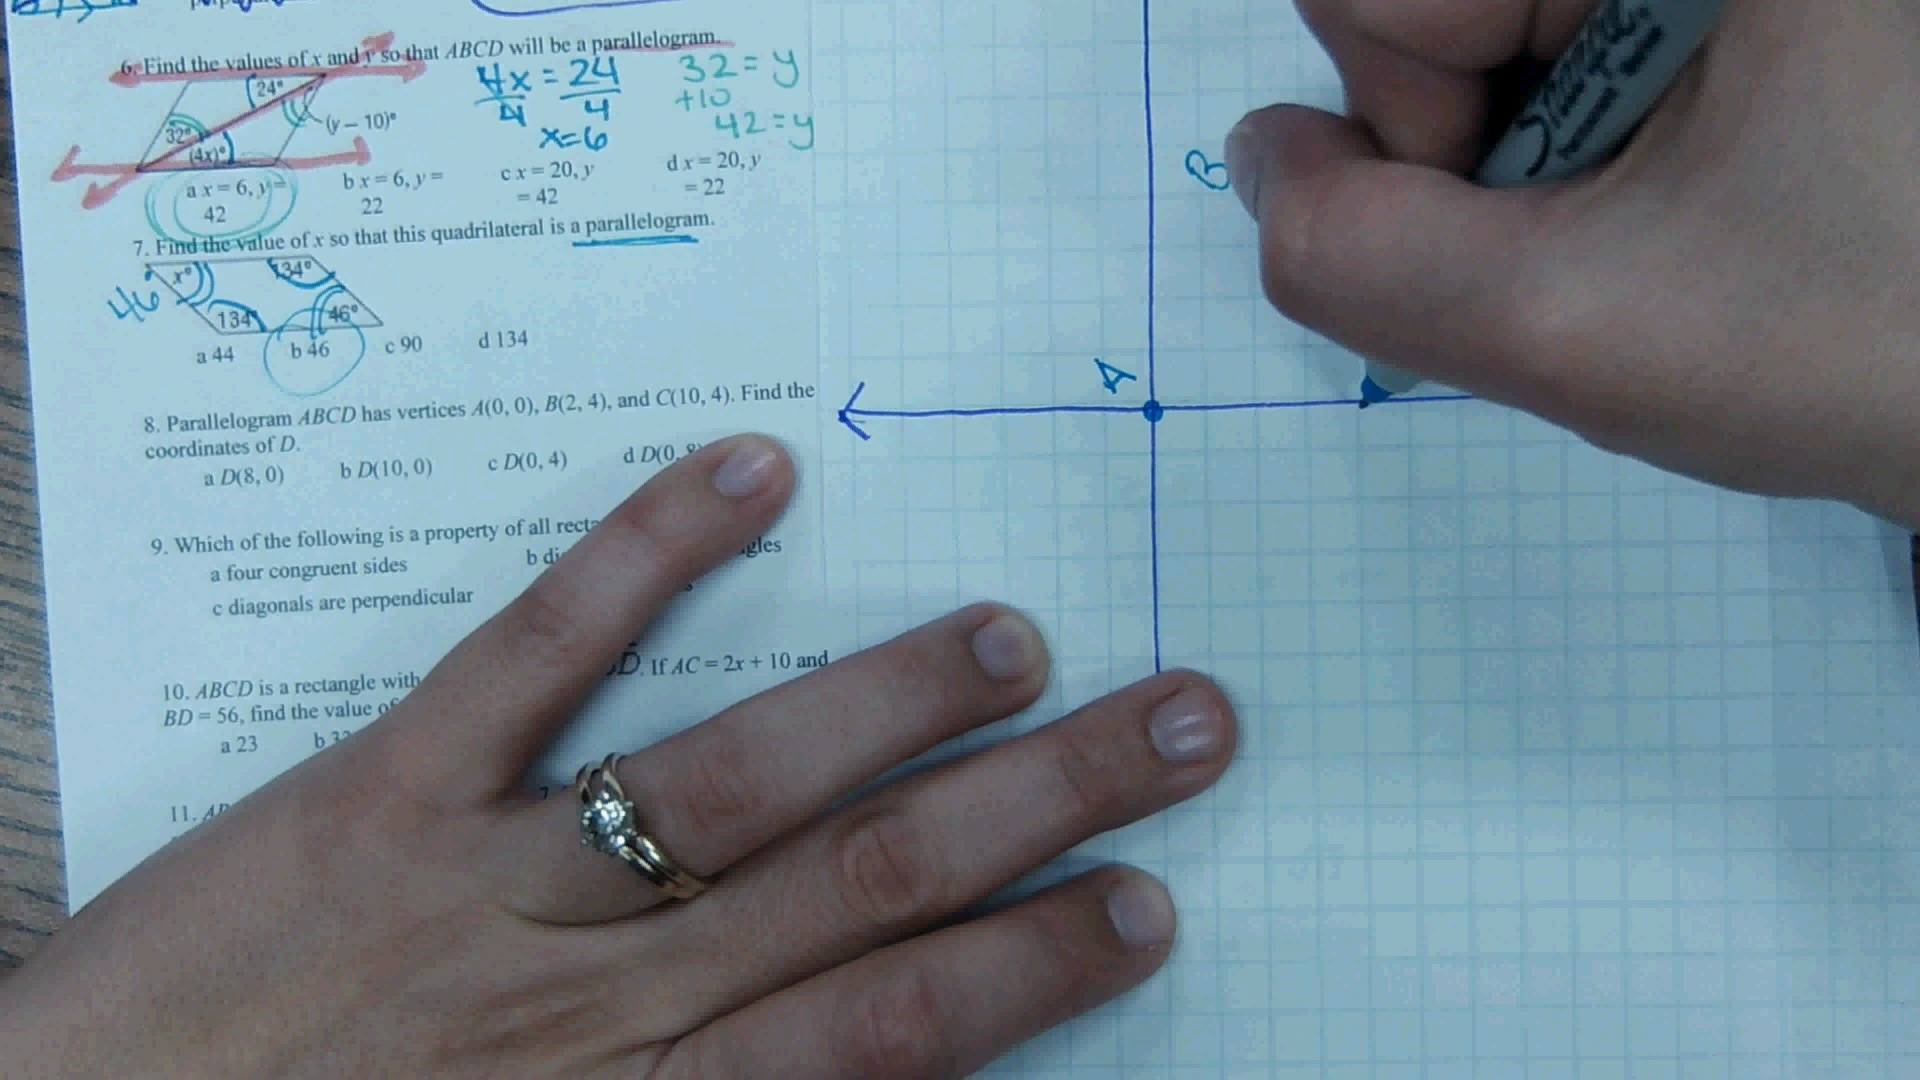 6. Find the values of x and y so that ABCD will be a parallelogram.
4x = 24
4 4
x=6
32 = y
+10
42 = y
24°
32°
(4x)°
(y – 10)°
a x = 6, y =
42
b x = 6, y =
22
c x = 20, y
= 42
d x = 20, y
= 22
7. Find the value of x so that this quadrilateral is a parallelogram.
46
x°
134°
134°
46°
a 44 b 46 c 90 d 134
8. Parallelogram ABCD has vertices A(0, 0), B(2, 4), and C(10, 4). Find the
coordinates of D.
a D(8, 0) b D(10, 0) c D(0, 4) d D(0, 8)
9. Which of the following is a property of all
a four congruent sides b
c diagonals are perpendicular
10. ABCD is a rectangle with If AC = 2x + 10 and
BD = 56, find the value of
a 23 b
11.
A
B
Sharpie